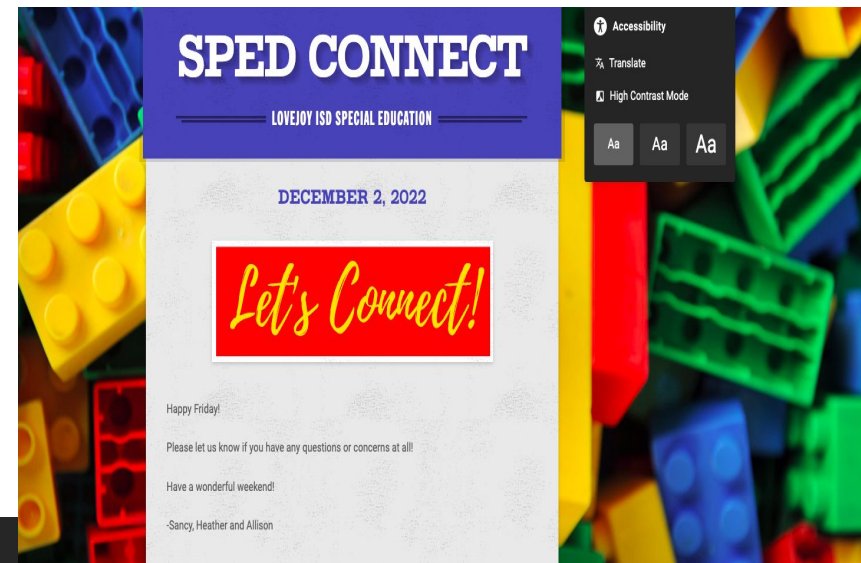 SPED CONNECT
LOVEJOY ISD SPECIAL EDUCATION
DECEMBER 2, 2022
Let's Connect!
Happy Friday!
Please let us know if you have any questions or concerns at all!
Have a wonderful weekend!
-Sancy, Heather and Allison
Accessibility
Translate
High Contrast Mode
Aa Aa Aa